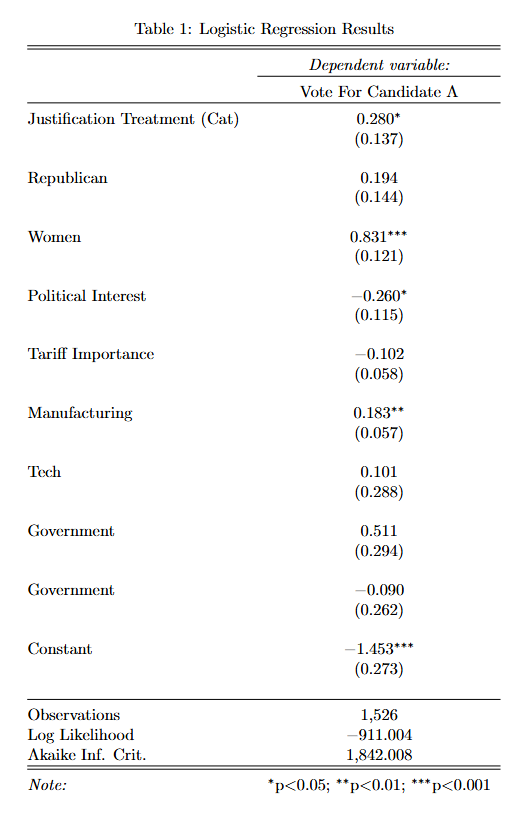 Table 1: Logistic Regression Results
Dependent variable:
Vote For Candidate A
Justification Treatment (Cat) 0.280*
(0.137)
Republican 0.194
(0.144)
Women 0.831***
(0.121)
Political Interest −0.260*
(0.115)
Tariff Importance −0.102
(0.058)
Manufacturing 0.183**
(0.057)
Tech 0.101
(0.288)
Government 0.511
(0.294)
Government −0.090
(0.262)
Constant −1.453***
(0.273)
Observations 1,526
Log Likelihood −911.004
Akaike Inf. Crit. 1,842.008
Note: *p<0.05; **p<0.01; ***p<0.001